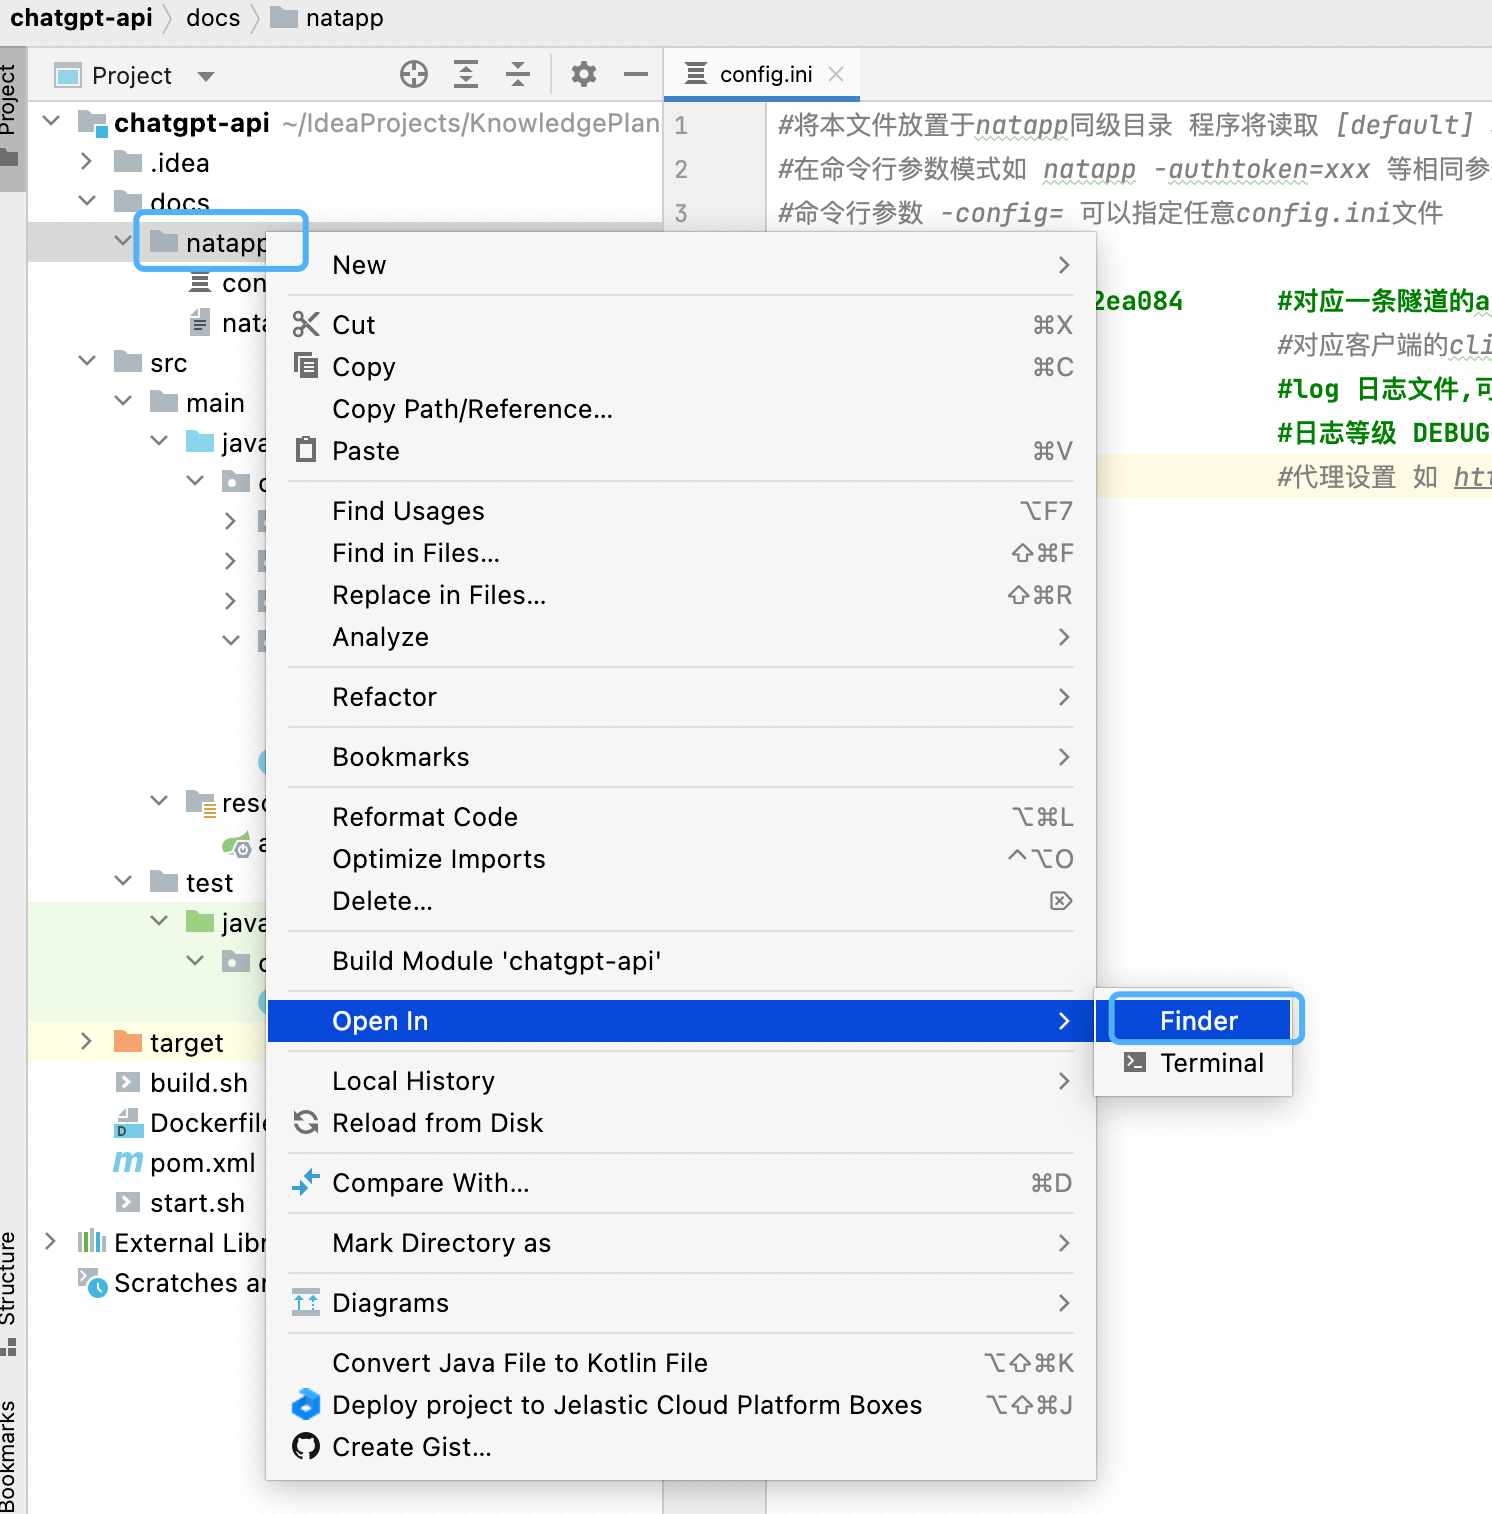 chatgpt-api docs natapp
Project
Project
config.ini
chatgpt-api ~/IdeaProjects/KnowledgePlan
.idea
docs
natapp
src
main
java
test
java
target
build.sh
Dockerfile
pom.xml
start.sh
External
Scratches
Structure
Bookmarks
1 #将本文件放置于natapp同级目录 程序将读取 [default]
2 #在命令行参数模式如 natapp -authtoken=xxx 等相同参
3 #命令行参数 -config= 可以指定任意config.ini文件
2ea084 #对应一条隧道的a
#对应客户端的cli
#log 日志文件,可
#日志等级 DEBUG
#代理设置 如 htt
New
Cut ⌘X
Copy ⌘C
Copy Path/Reference...
Paste ⌘V
Find Usages ⌥F7
Find in Files... ⇧⌘F
Replace in Files... ⇧⌘R
Analyze
Refactor
Bookmarks
Reformat Code ⌥⌘L
Optimize Imports ^⌥O
Delete... ⌦
Build Module 'chatgpt-api'
Open In
Finder
Terminal
Local History
Reload from Disk
Compare With... ⌘D
Mark Directory as
Diagrams
Convert Java File to Kotlin File ⌥⇧⌘K
Deploy project to Jelastic Cloud Platform Boxes ⌥⇧⌘J
Create Gist...